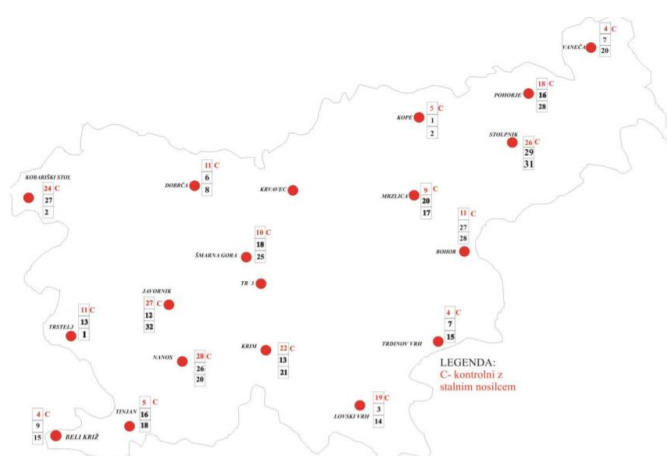 4 C
VANEČA
7
20
18 C
POHORJE
16
28
5 C
KOPE
1
2
STOLPNIK
26 C
29
31
KOBARIŠKI STOL
24 C
27
2
11 C
DOBRČA
6
8
KRVAVEC
9 C
MRZLICA
20
17
11 C
27
28
BOHOR
10 C
18
ŠMARNA GORA
25
TR 3
JAVORNIK
27 C
12
32
11 C
13
TRSTELJ
1
4 C
7
TRDINOV VRH
15
KRIM
22 C
13
21
NANOS
28 C
26
20
LEGENDA:
C- kontrolni z
stalnim nosilcem
19 C
3
LOVSKI VRH
14
5 C
TINJAN
16
18
4 C
9
15
BELI KRIŽ